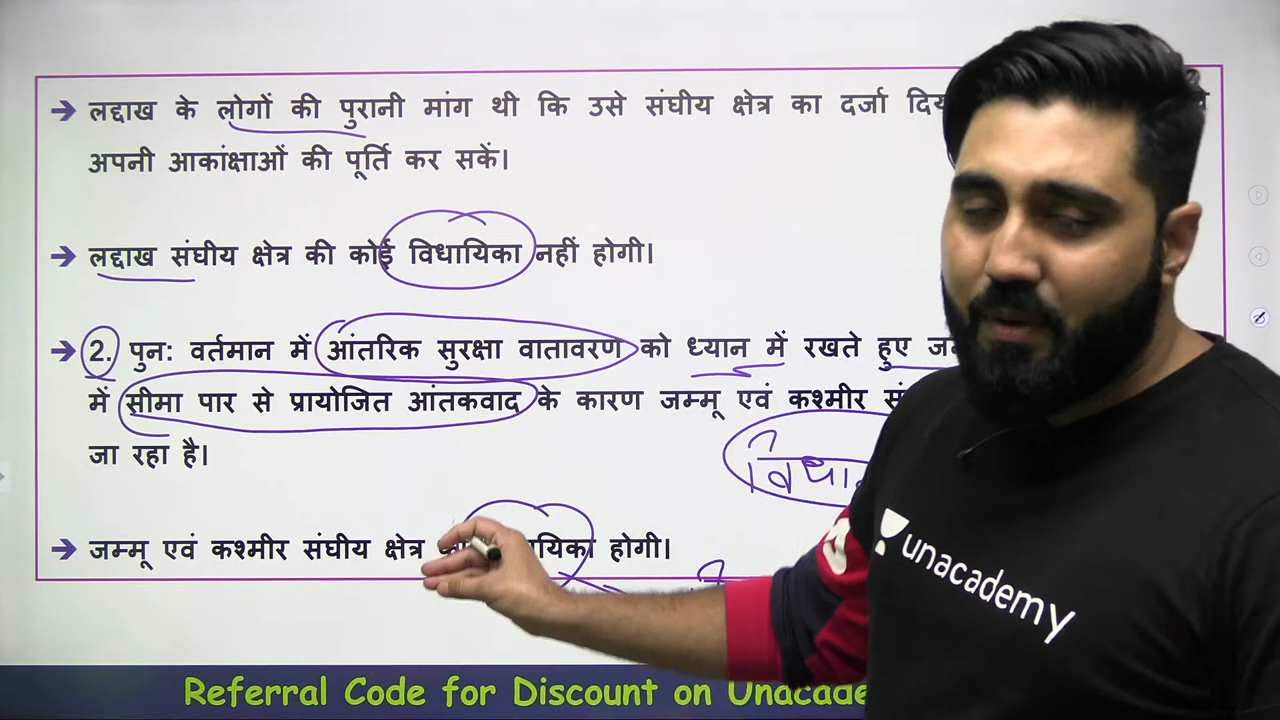 → लद्दाख के लोगों की पुरानी मांग थी कि उसे संघीय क्षेत्र का दर्जा
अपनी आकांक्षाओं की पूर्ति कर सकें।
→ लद्दाख संघीय क्षेत्र की कोई विधायिका नहीं होगी।
→ 2. पुन: वर्तमान में आंतरिक सुरक्षा वातावरण को ध्यान में रखते हुए
में सीमा पार से प्रायोजित आंतकवाद के कारण जम्मू एवं कश्मीर
जा रहा है।
→ जम्मू एवं कश्मीर संघीय क्षेत्र होगी।
unacademy
Referral Code for Discount on